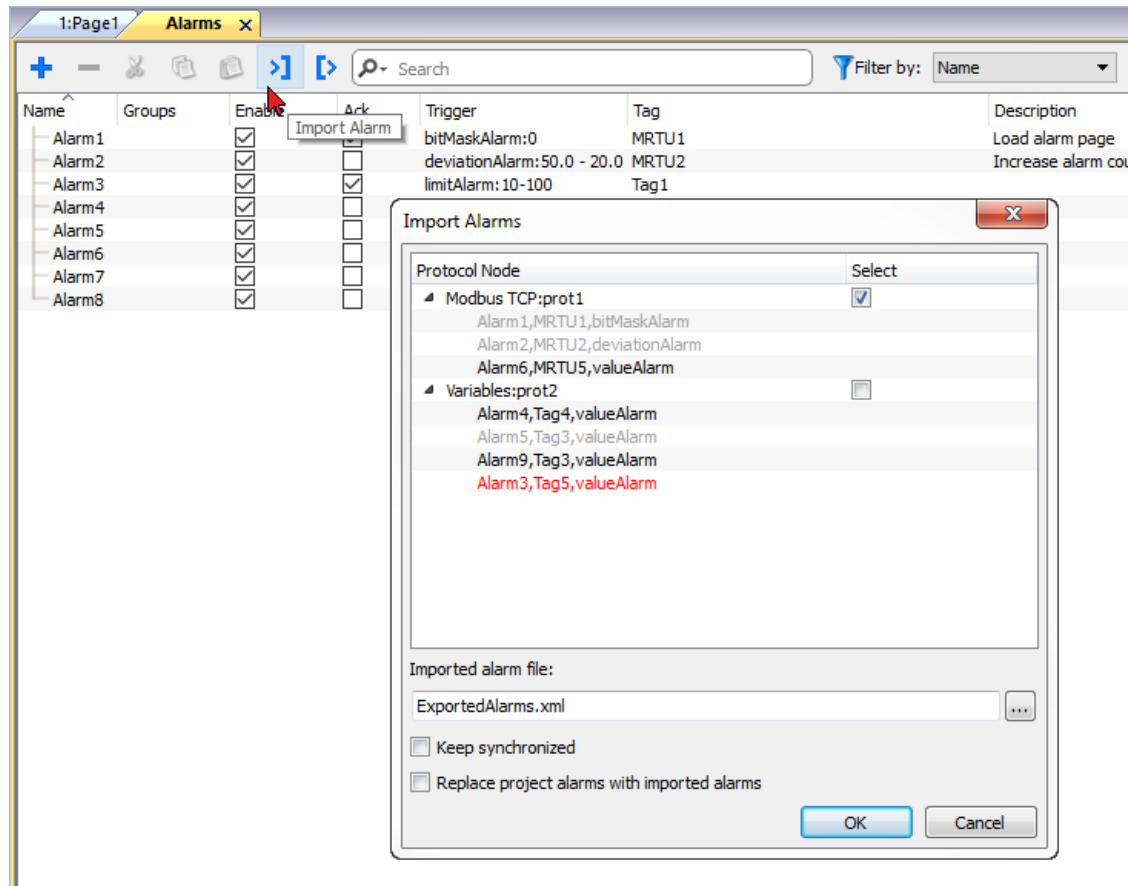 1:Page1 Alarms
Search Filter by: Name
Import Alarm
Name Groups Enable Ack Trigger Tag Description
Alarm1 bitMaskAlarm:0 MRTU1 Load alarm page
Alarm2 deviationAlarm:50.0 - 20.0 MRTU2 Increase alarm cou
Alarm3 limitAlarm:10-100 Tag1
Alarm4
Alarm5
Alarm6
Alarm7
Alarm8
Import Alarms
Protocol Node Select
Modbus TCP:prot1
Alarm1,MRTU1,bitMaskAlarm
Alarm2,MRTU2,deviationAlarm
Alarm6,MRTU5,valueAlarm
Variables:prot2
Alarm4,Tag4,valueAlarm
Alarm5,Tag3,valueAlarm
Alarm9,Tag3,valueAlarm
Alarm3,Tag5,valueAlarm
Imported alarm file:
ExportedAlarms.xml ...
Keep synchronized
Replace project alarms with imported alarms
OK Cancel